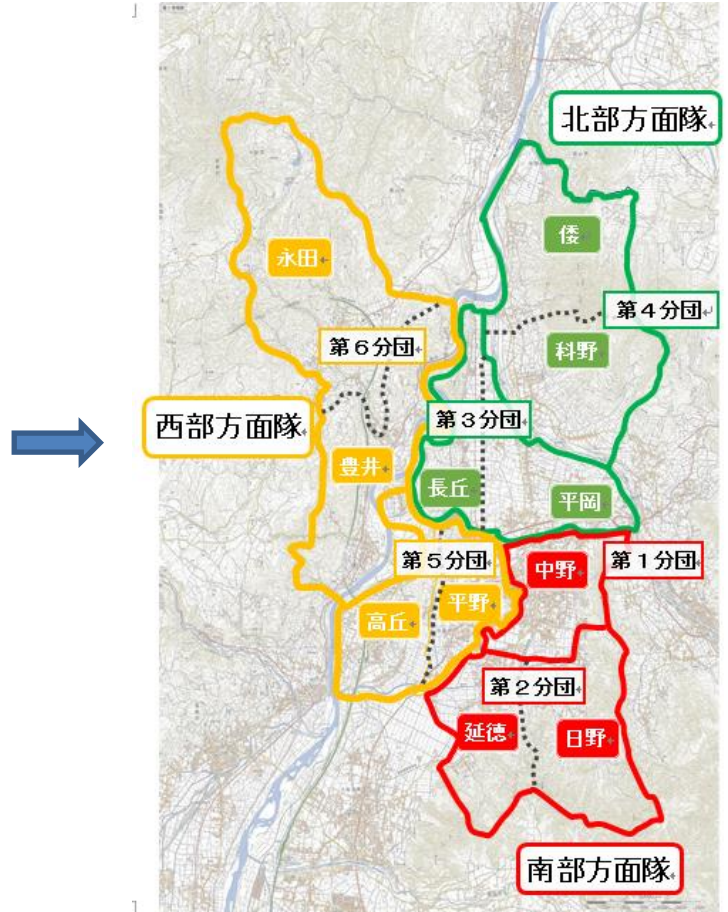 北部方面隊
倭
永田
第４分団
第６分団
科野
西部方面隊
第３分団
豊井
長丘
平岡
第５分団
中野
第１分団
平野
高丘
第２分団
延徳
日野
南部方面隊